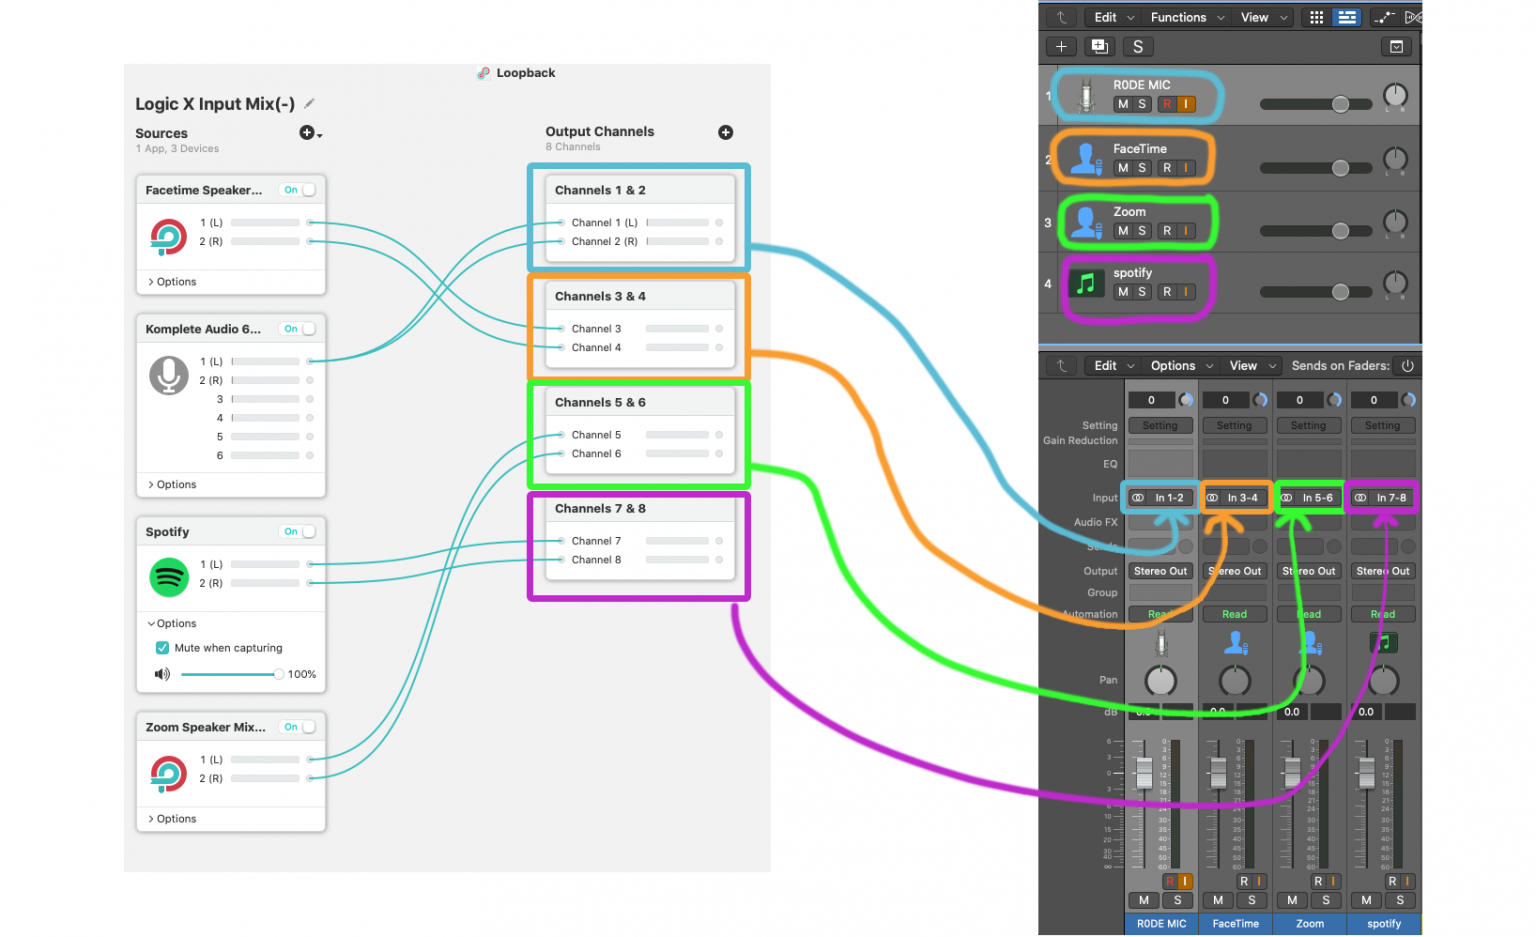 Loopback
Logic X Input Mix(-)
Sources
1 App, 3 Devices
Output Channels
8 Channels
Facetime Speaker... On
1 (L)
2 (R)
Options
Komplete Audio 6... On
1 (L)
2 (R)
3
4
5
6
Options
Spotify On
1 (L)
2 (R)
Options
Mute when capturing
100%
Zoom Speaker Mix... On
1 (L)
2 (R)
Options
Channels 1 & 2
Channel 1 (L)
Channel 2 (R)
Channels 3 & 4
Channel 3
Channel 4
Channels 5 & 6
Channel 5
Channel 6
Channels 7 & 8
Channel 7
Channel 8
Edit Functions View
S
1 R0DE MIC
M S R I
L R
2 FaceTime
M S R I
L R
3 Zoom
M S R I
L R
4 spotify
M S R I
L R
Edit Options View Sends on Faders:
0 0 0 0
Setting Setting Setting Setting Setting
Gain Reduction
EQ
Input In 1-2 In 3-4 In 5-6 In 7-8
Audio FX
Sends
Output Stereo Out Stereo Out Stereo Out Stereo Out
Group
Automation Read Read Read Read
Pan
dB 0.0 0.0 0.0 0.0
R I R I R I R I
M S M S M S M S
R0DE MIC FaceTime Zoom spotify